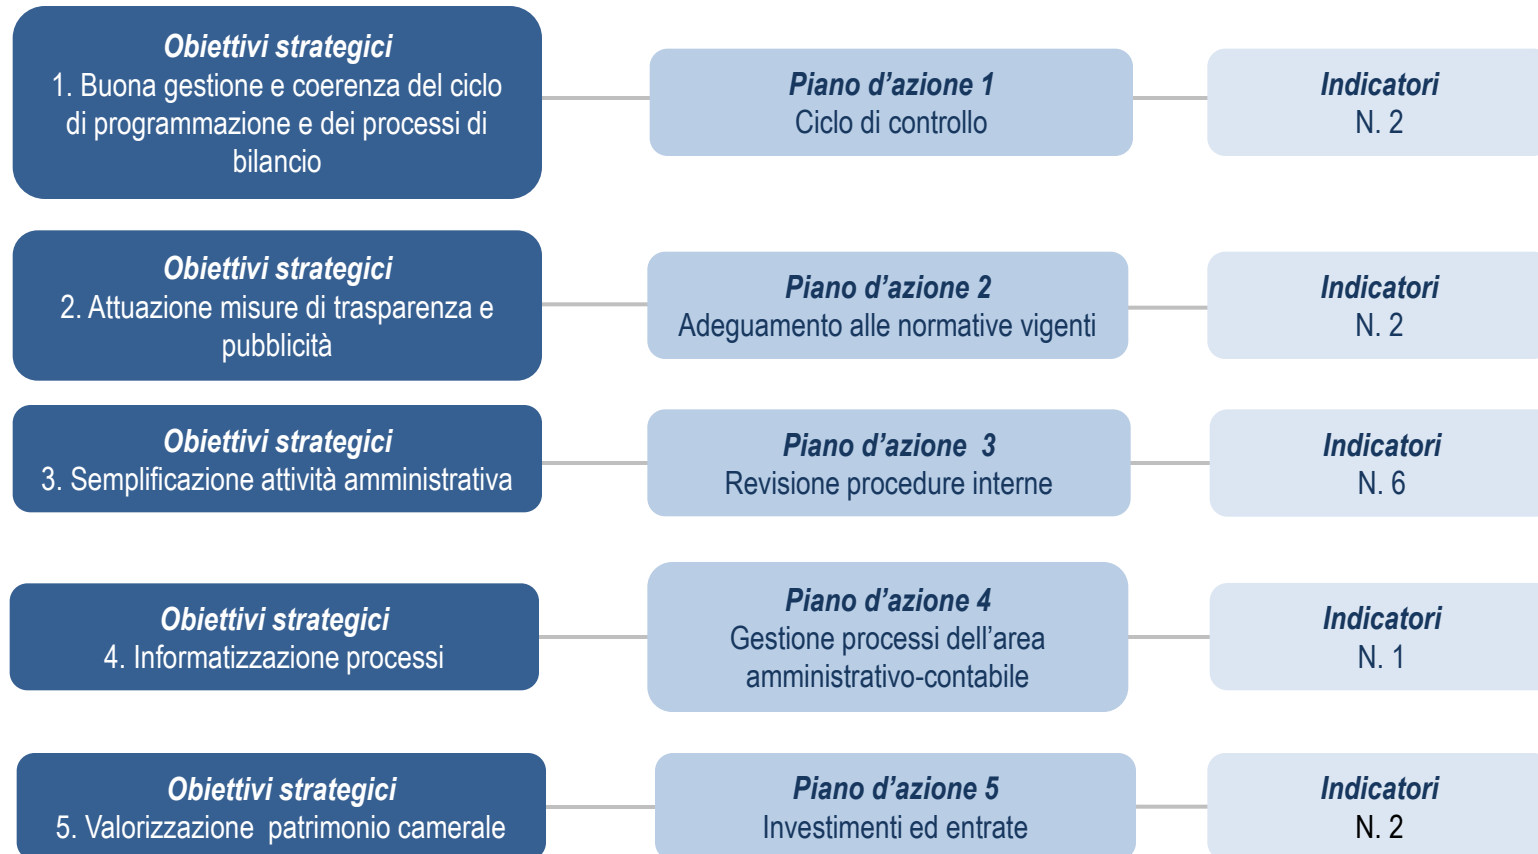 Obiettivi strategici
1. Buona gestione e coerenza del ciclo
di programmazione e dei processi di
bilancio
Piano d’azione 1
Ciclo di controllo
Indicatori
N. 2
Obiettivi strategici
2. Attuazione misure di trasparenza e
pubblicità
Piano d’azione 2
Adeguamento alle normative vigenti
Indicatori
N. 2
Obiettivi strategici
3. Semplificazione attività amministrativa
Piano d’azione 3
Revisione procedure interne
Indicatori
N. 6
Obiettivi strategici
4. Informatizzazione processi
Piano d’azione 4
Gestione processi dell’area
amministrativo-contabile
Indicatori
N. 1
Obiettivi strategici
5. Valorizzazione patrimonio camerale
Piano d’azione 5
Investimenti ed entrate
Indicatori
N. 2